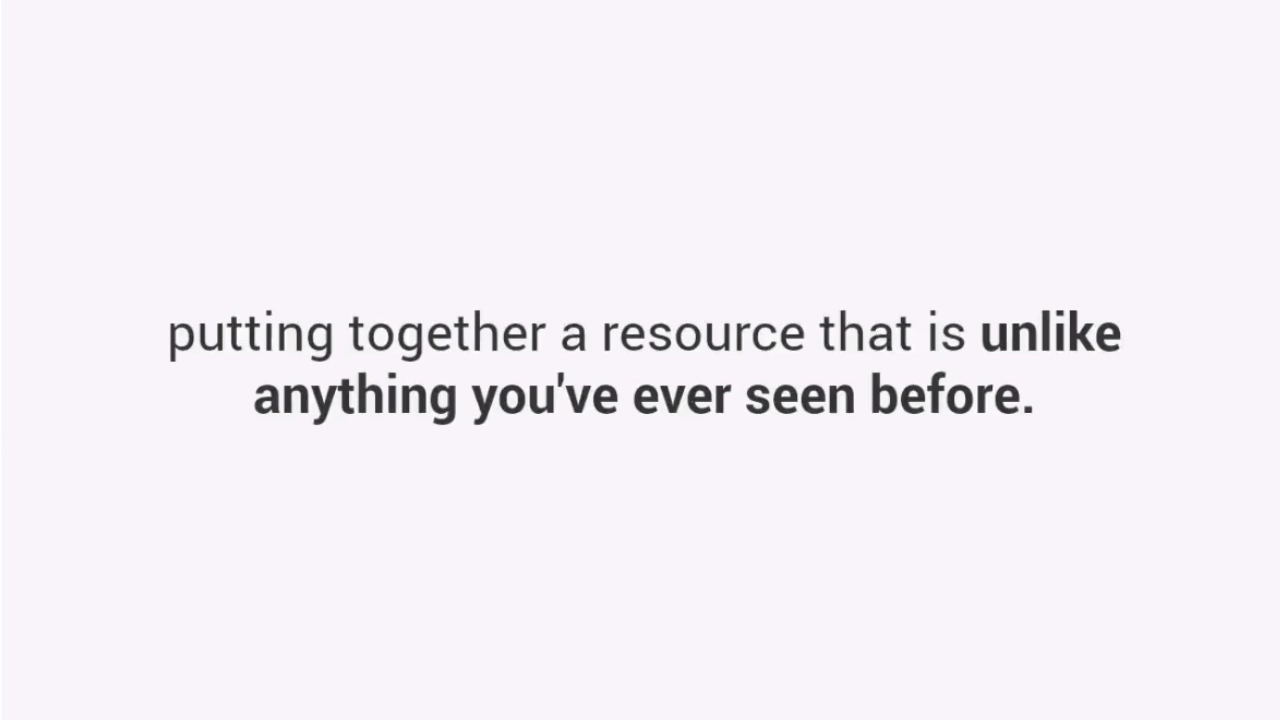 putting together a resource that is unlike
anything you've ever seen before.